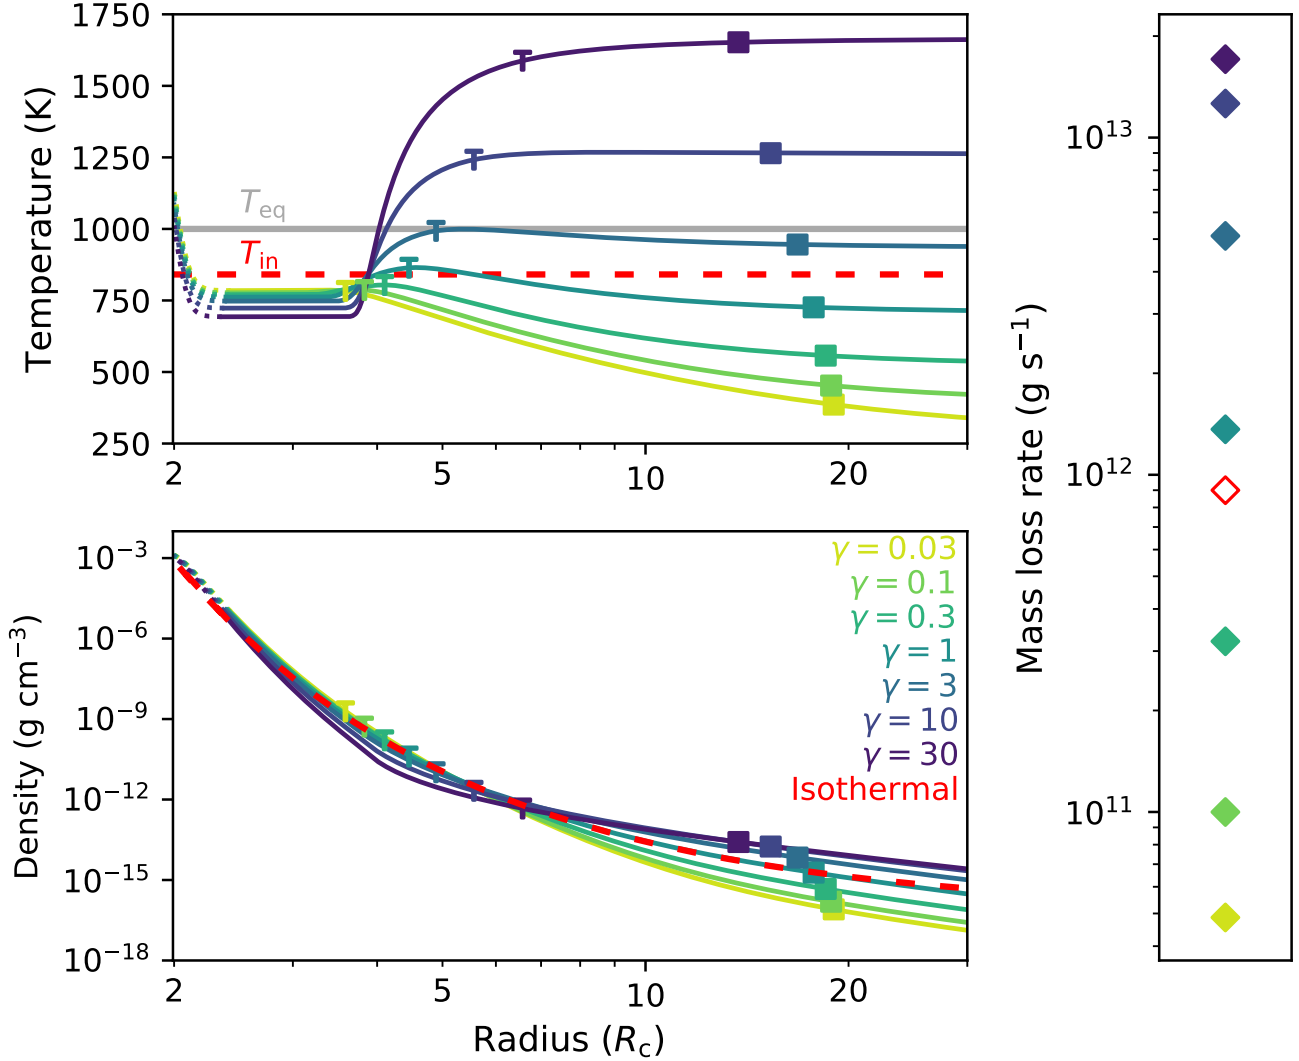 1750
1500
1250
1000
750
500
250
Temperature (K)
T_eq
T_in
2
5
10
20
10^−3
10^−6
10^−9
10^−12
10^−15
10^−18
Density (g cm^−3)
γ = 0.03
γ = 0.1
γ = 0.3
γ = 1
γ = 3
γ = 10
γ = 30
Isothermal
2
5
10
20
Radius (R_c)
Mass loss rate (g s^−1)
10^13
10^12
10^11